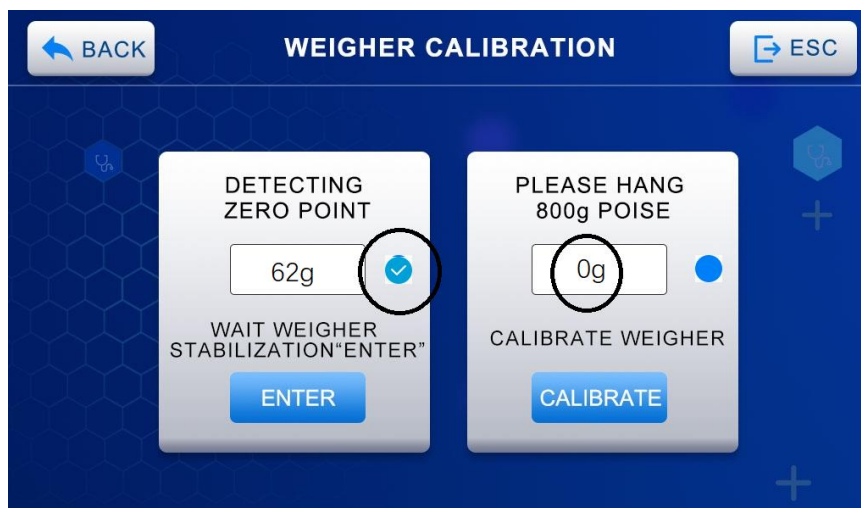 BACK
WEIGHER CALIBRATION
ESC
DETECTING
ZERO POINT
62g
WAIT WEIGHER
STABILIZATION“ENTER”
ENTER
PLEASE HANG
800g POISE
0g
CALIBRATE WEIGHER
CALIBRATE